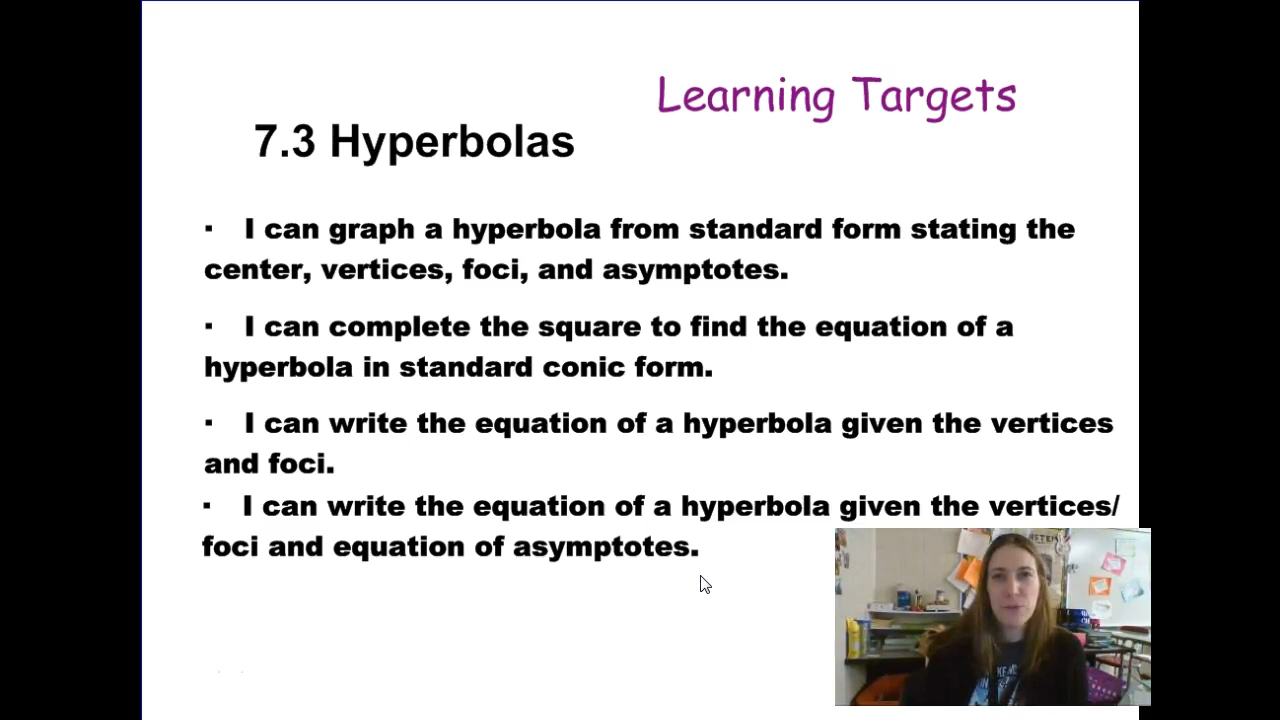 Learning Targets
7.3 Hyperbolas
· I can graph a hyperbola from standard form stating the
center, vertices, foci, and asymptotes.
· I can complete the square to find the equation of a
hyperbola in standard conic form.
· I can write the equation of a hyperbola given the vertices
and foci.
· I can write the equation of a hyperbola given the vertices/
foci and equation of asymptotes.